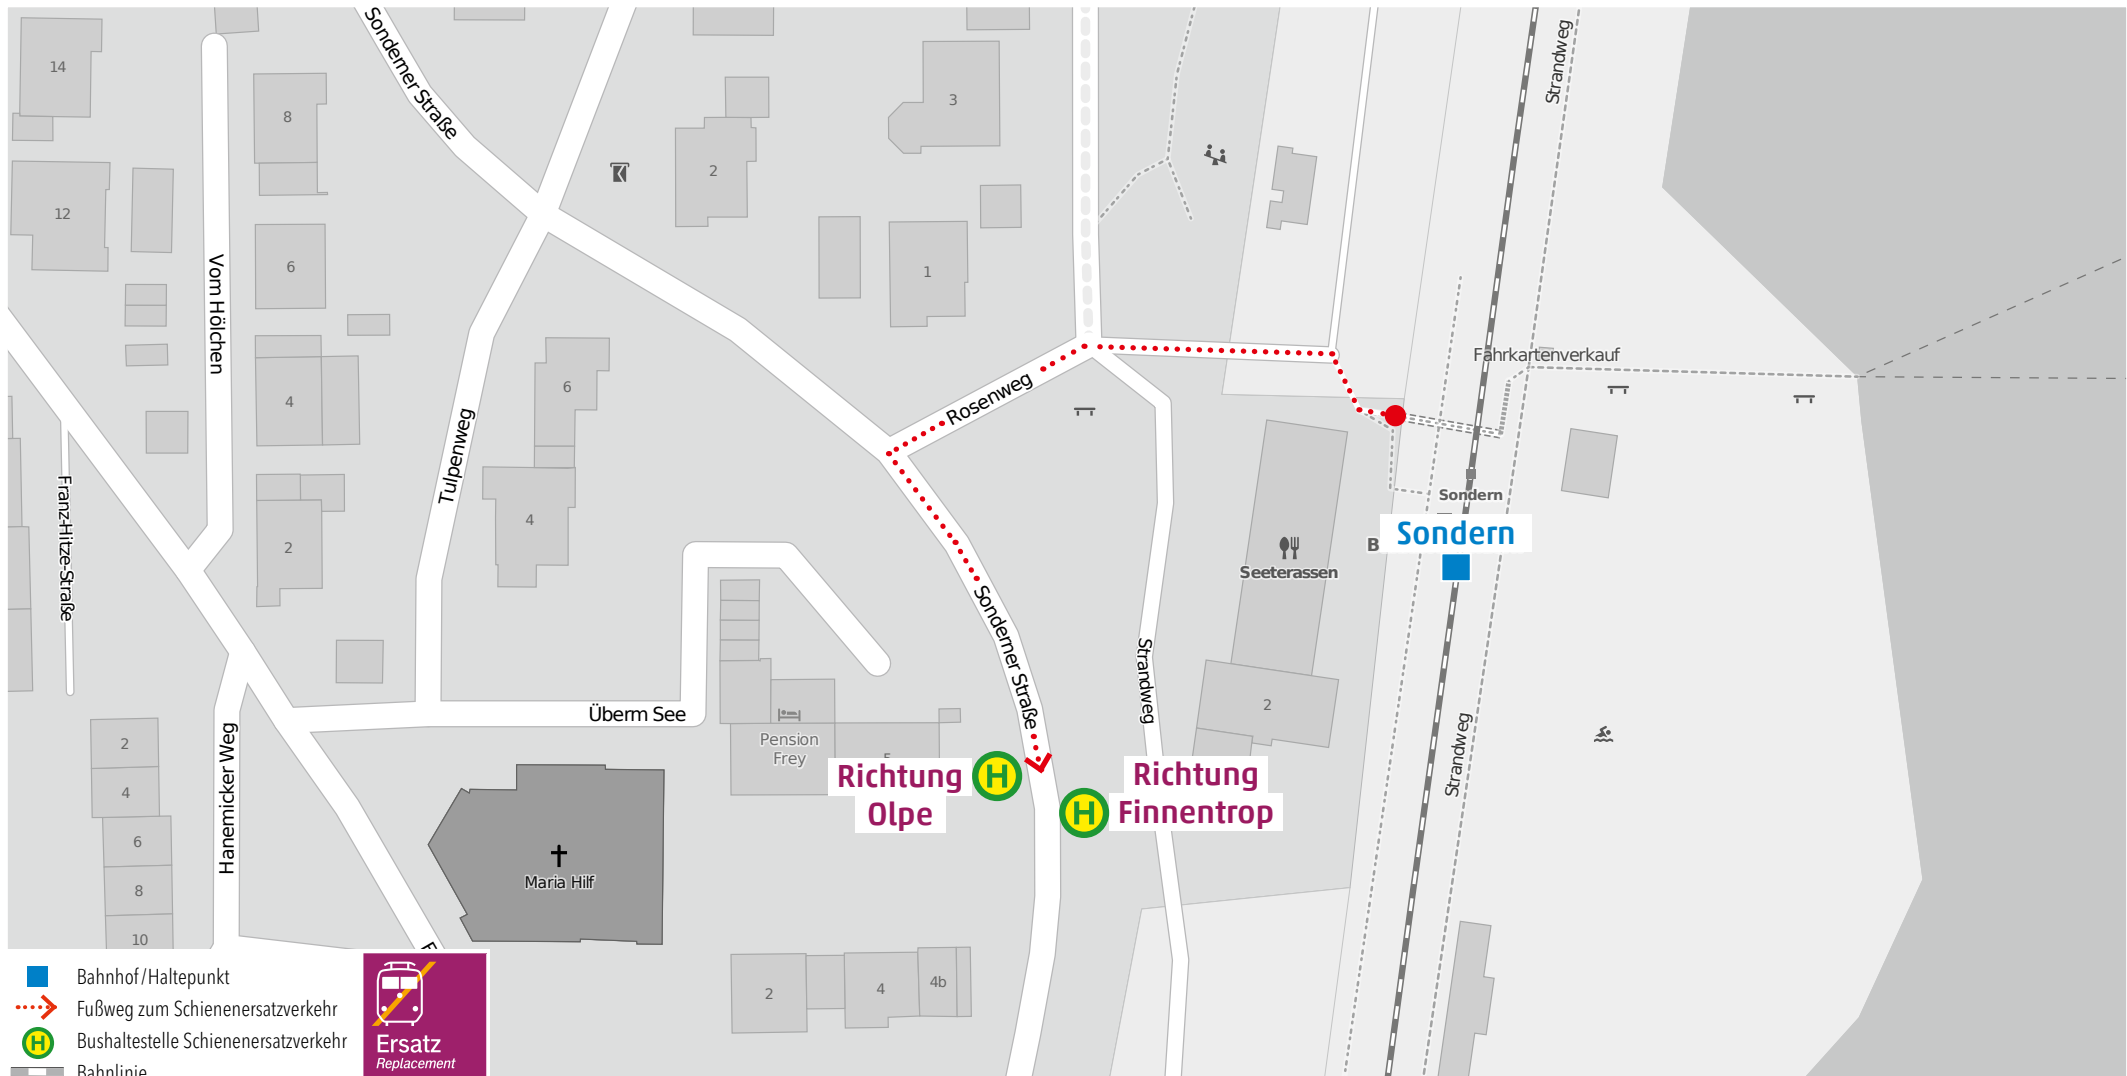 14
12
8
6
4
2
Vom Hölchen
Franz-Hitze-Straße
Sonderner Straße
Tulpenweg
2
3
1
6
4
Rosenweg
Strandweg
Fahrkartenverkauf
Sondern
Sondern
B
Seeterassen
2
Überm See
Pension
Frey
5
Sonderner Straße
Strandweg
Strandweg
Hanemicker Weg
2
4
6
8
10
Maria Hilf
Richtung
Olpe
H
H
Richtung
Finnentrop
2
4
4b
Bahnhof/Haltepunkt
Fußweg zum Schienenersatzverkehr
H Bushaltestelle Schienenersatzverkehr
Bahnlinie
Ersatz
Replacement